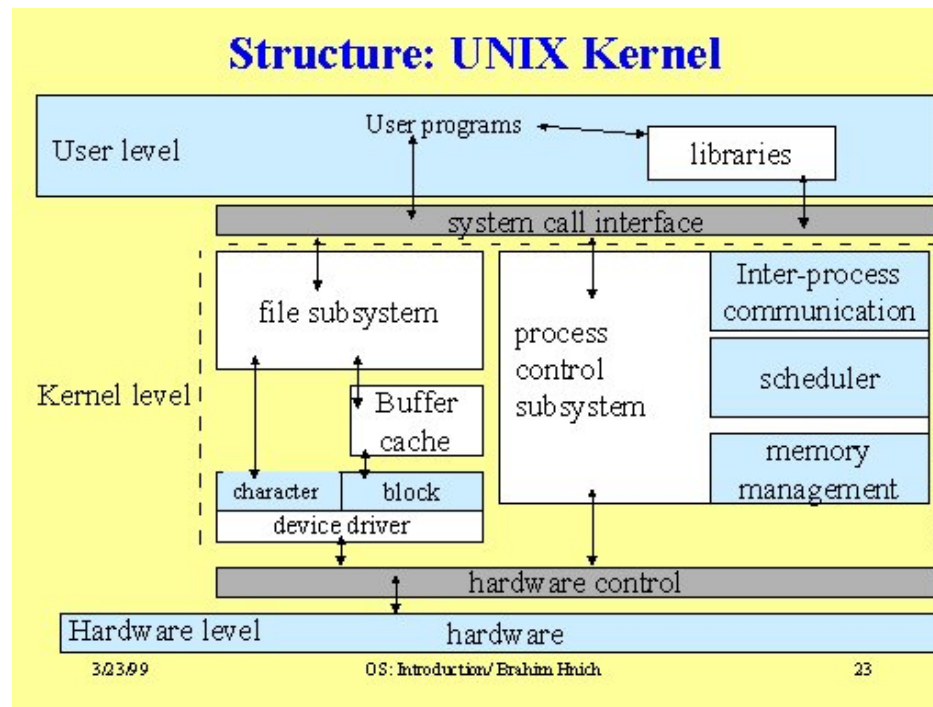 Structure: UNIX Kernel
User programs
User level
libraries
system call interface
file subsystem
Inter-process
communication
process
control
subsystem
scheduler
Kernel level
Buffer
cache
memory
management
character
block
device driver
hardware control
Hardware level
hardware
3/23/99
OS: Introduction/ Brahim Hnich
23